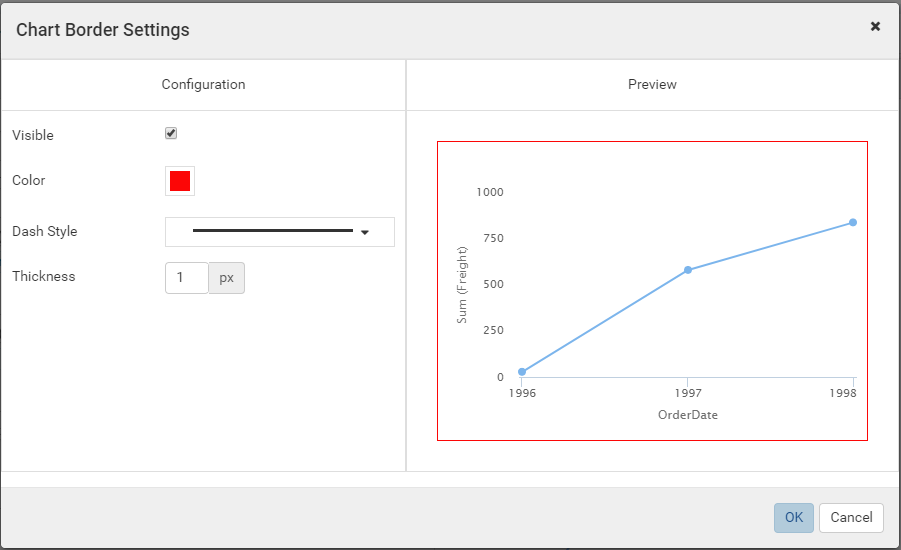 Chart Border Settings
Configuration
Preview
Visible
Color
Dash Style
Thickness
1
px
1000
750
500
250
0
Sum (Freight)
1996
1997
1998
OrderDate
OK
Cancel